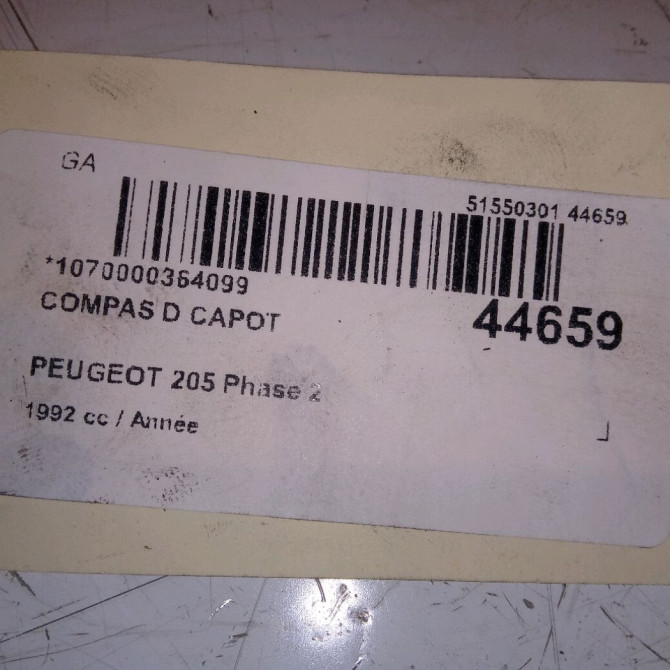 GA
51550301 44659
*1070000364099
44659
COMPAS D CAPOT
PEUGEOT 205 Phase 2
1992 cc / Année